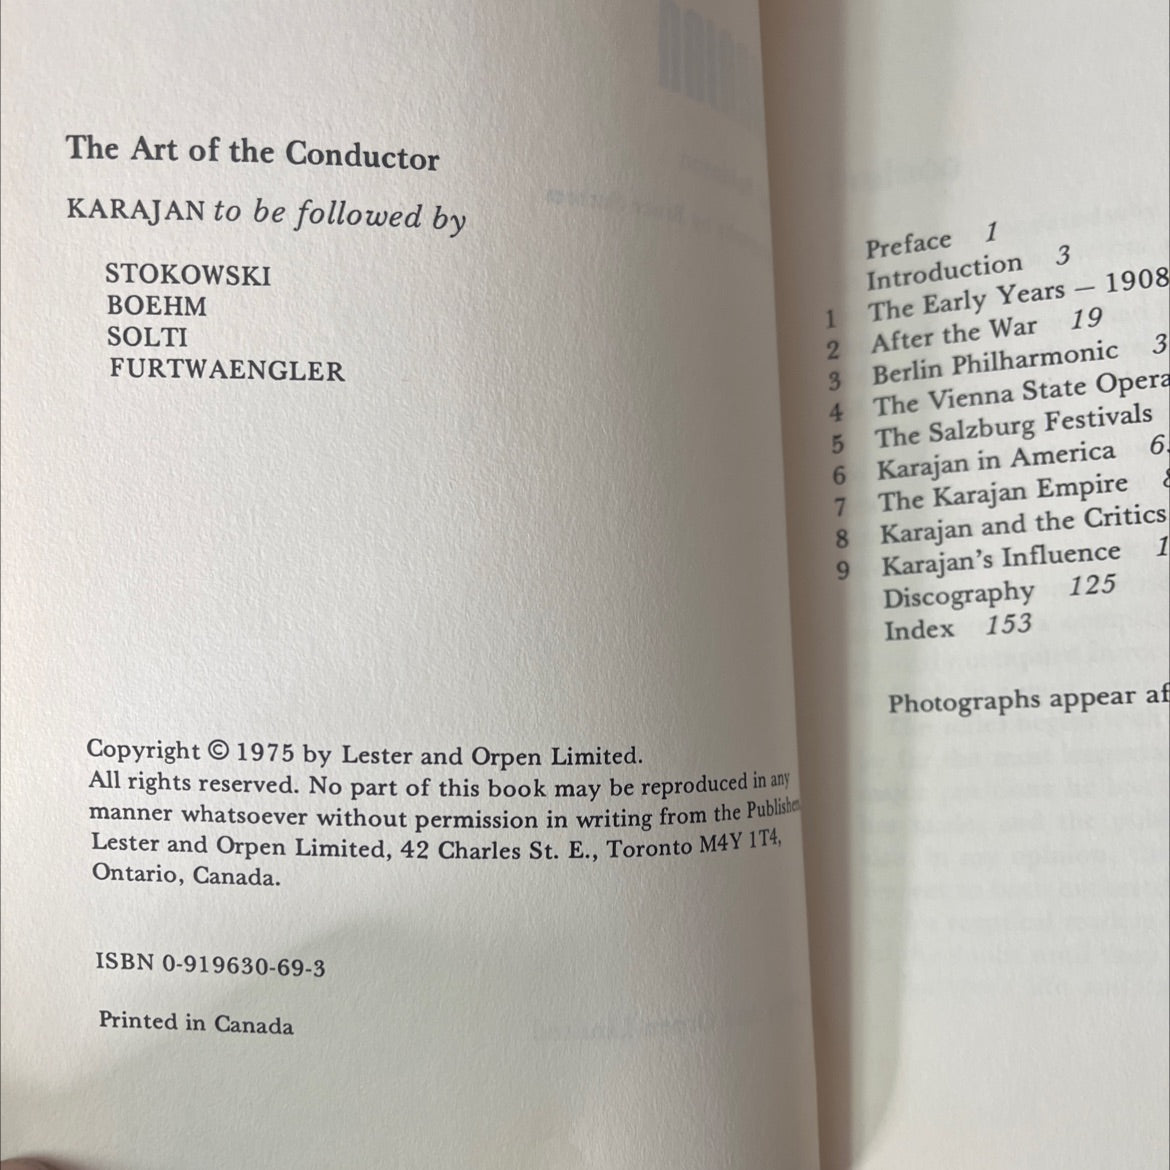 The Art of the Conductor
KARAJAN to be followed by
STOKOWSKI
BOEHM
SOLTI
FURTWAENGLER
Copyright © 1975 by Lester and Orpen Limited.
All rights reserved. No part of this book may be reproduced in any
manner whatsoever without permission in writing from the Publisher,
Lester and Orpen Limited, 42 Charles St. E., Toronto M4Y 1T4,
Ontario, Canada.
ISBN 0-919630-69-3
Printed in Canada
Preface 1
Introduction 3
1 The Early Years — 1908
2 After the War 19
3 Berlin Philharmonic 3
4 The Vienna State Opera
5 The Salzburg Festivals
6 Karajan in America 6
7 The Karajan Empire
8 Karajan and the Critics
9 Karajan's Influence 1
Discography 125
Index 153
Photographs appear af